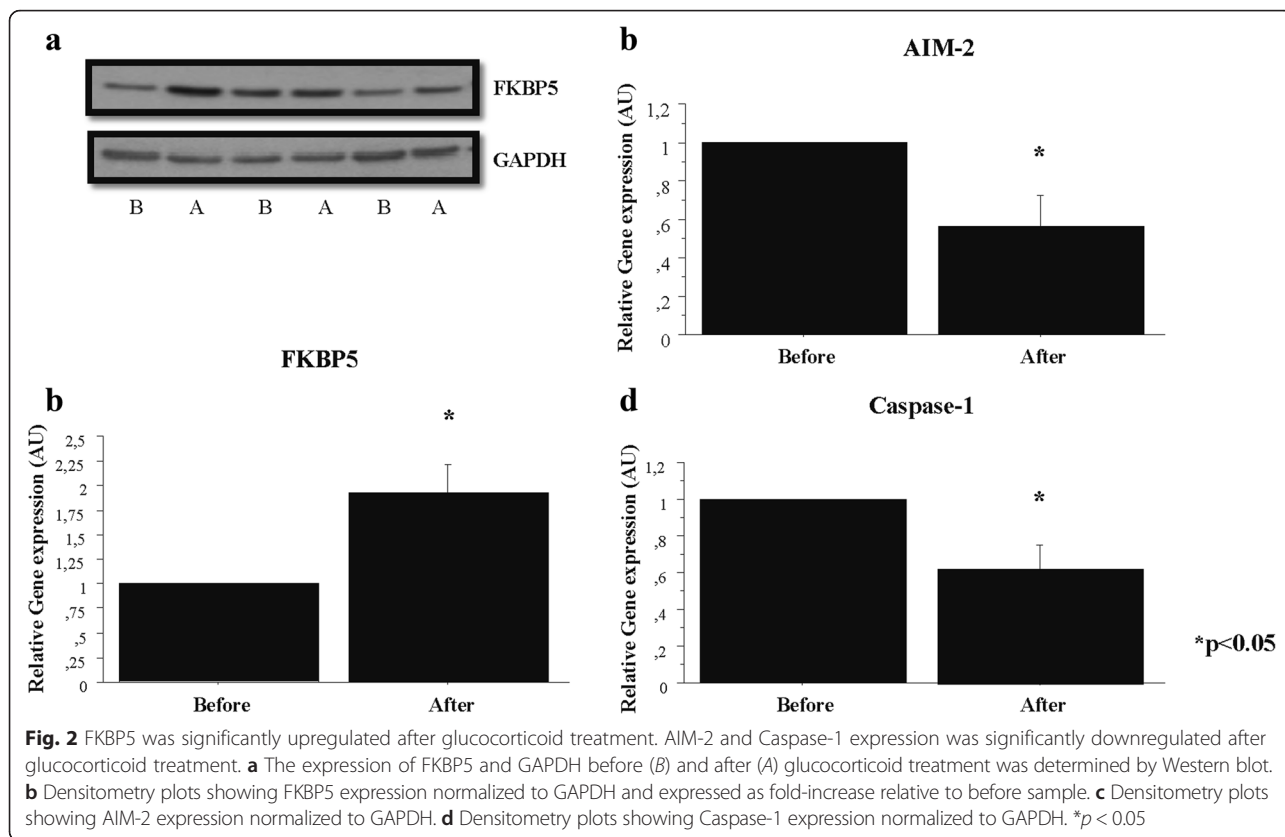 a
FKBP5
GAPDH
B A B A B A
b
AIM-2
Relative Gene expression (AU)
1,2
1
,8
,6
,4
,2
0
*
Before After
FKBP5
b
Relative Gene expression (AU)
2,5
2,25
2
1,75
1,5
1,25
1
,75
,5
,25
0
*
Before After
d
Caspase-1
Relative Gene expression (AU)
1,2
1
,8
,6
,4
,2
0
*
Before After
*p<0.05
Fig. 2 FKBP5 was significantly upregulated after glucocorticoid treatment. AIM-2 and Caspase-1 expression was significantly downregulated after
glucocorticoid treatment. a The expression of FKBP5 and GAPDH before (B) and after (A) glucocorticoid treatment was determined by Western blot.
b Densitometry plots showing FKBP5 expression normalized to GAPDH and expressed as fold-increase relative to before sample. c Densitometry plots
showing AIM-2 expression normalized to GAPDH. d Densitometry plots showing Caspase-1 expression normalized to GAPDH. *p < 0.05